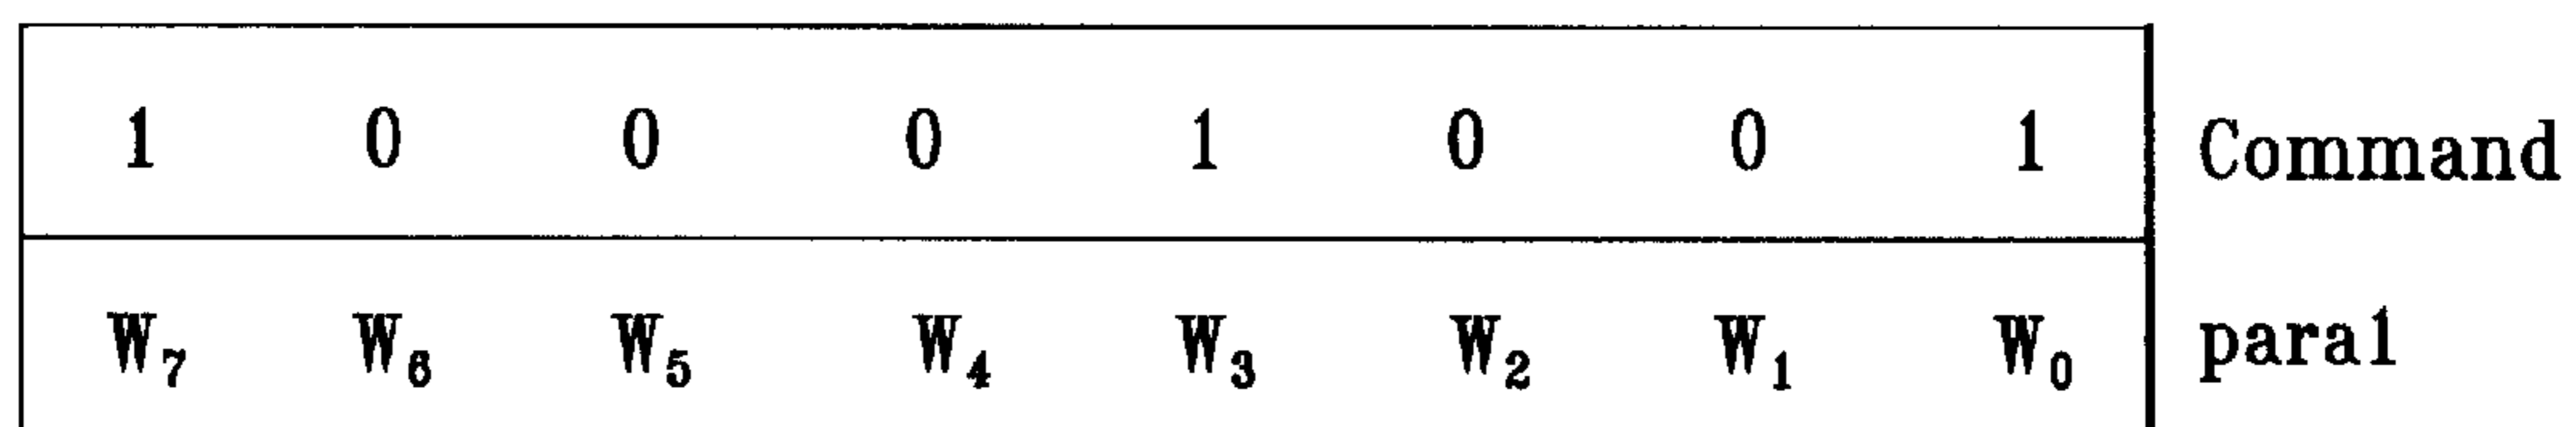 1 0 0 0 1 0 0 1 Command
W₇ W₆ W₅ W₄ W₃ W₂ W₁ W₀ para1